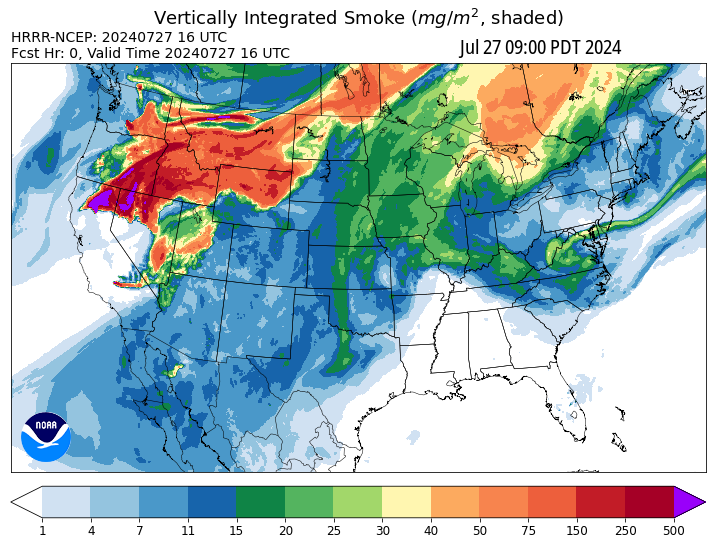 Vertically Integrated Smoke (mg/m², shaded)
HRRR-NCEP: 20240727 16 UTC
Fcst Hr: 0, Valid Time 20240727 16 UTC
Jul 27 09:00 PDT 2024
NOAA
1 4 7 11 15 20 25 30 40 50 75 150 250 500